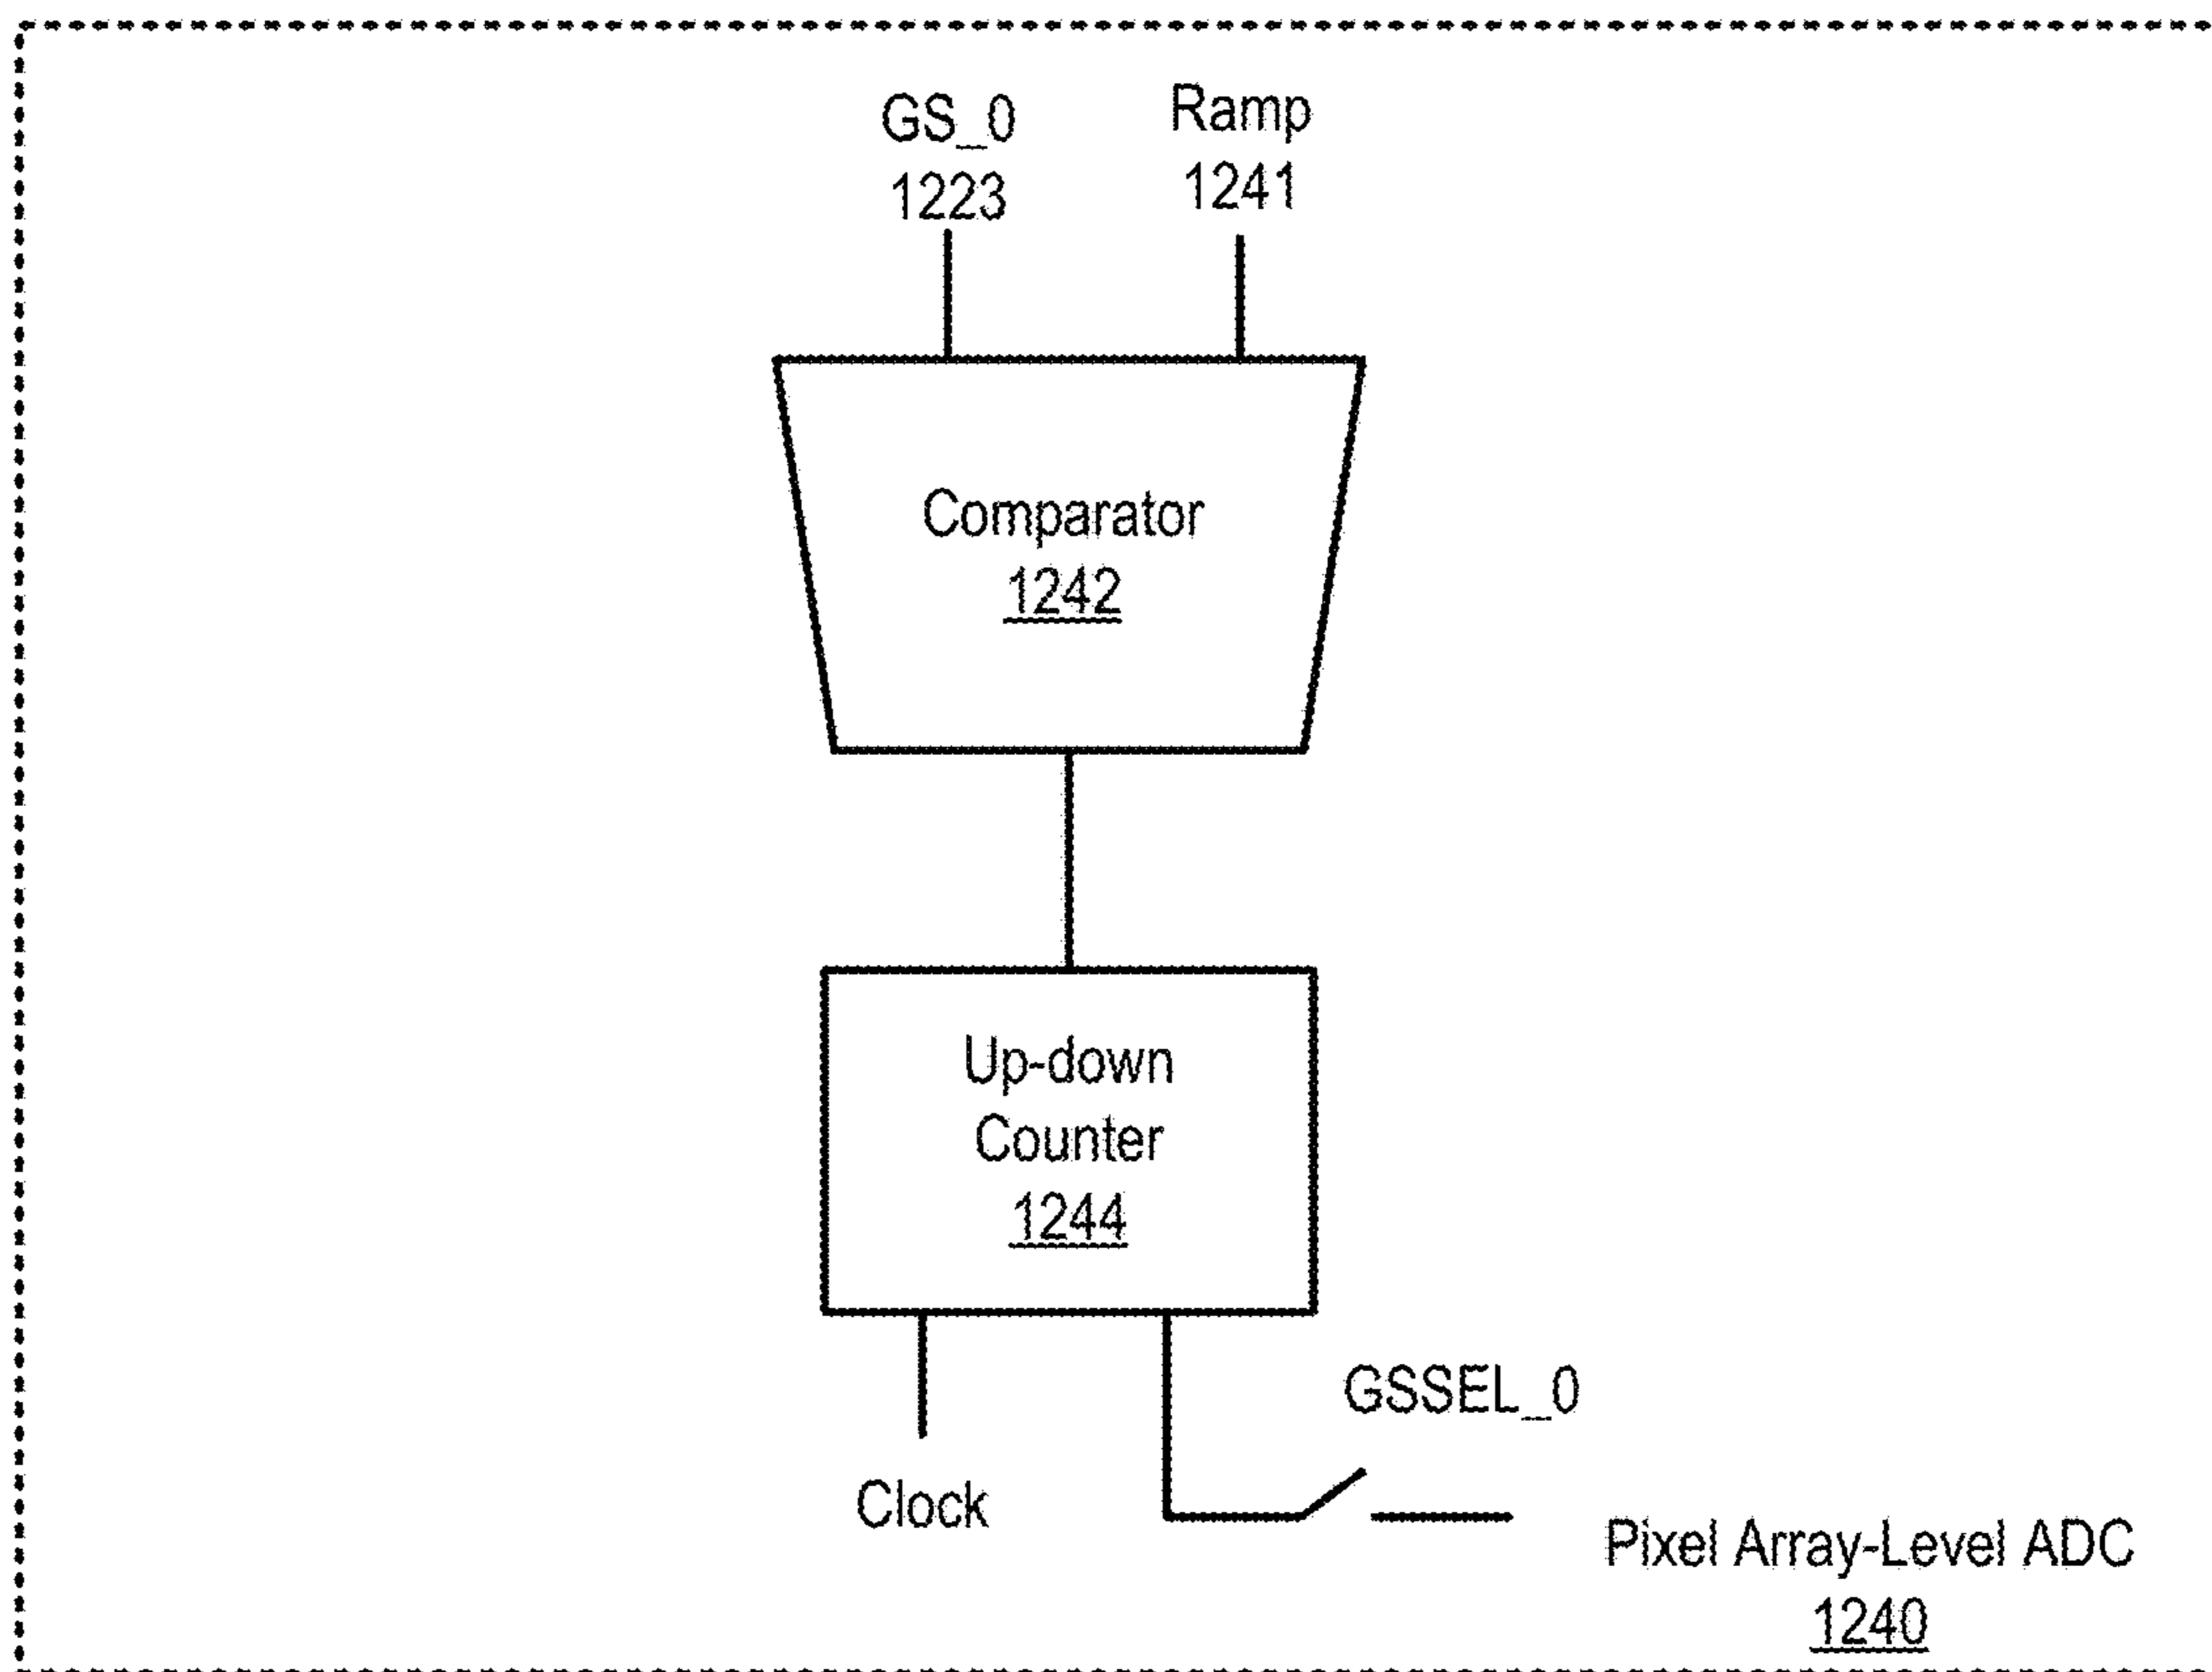 GS_0
1223
Ramp
1241
Comparator
1242
Up-down
Counter
1244
GSSEL_0
Clock
Pixel Array-Level ADC
1240